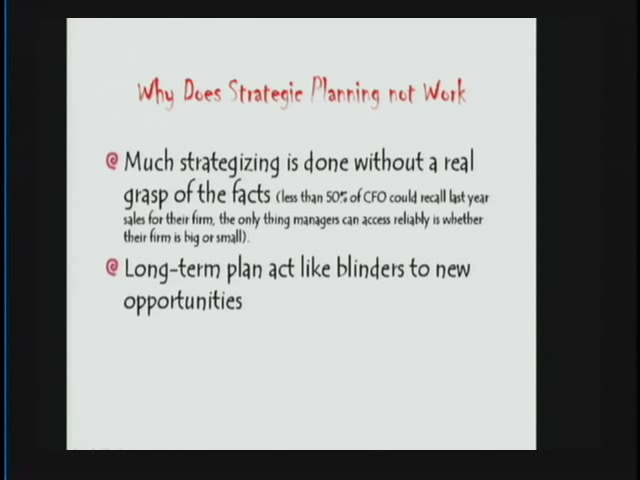 Why Does Strategic Planning not Work
Much strategizing is done without a real
grasp of the facts (less than 50% of CFO could recall last year
sales for their firm, the only thing managers can access reliably is whether
their firm is big or small).
Long-term plan act like blinders to new
opportunities